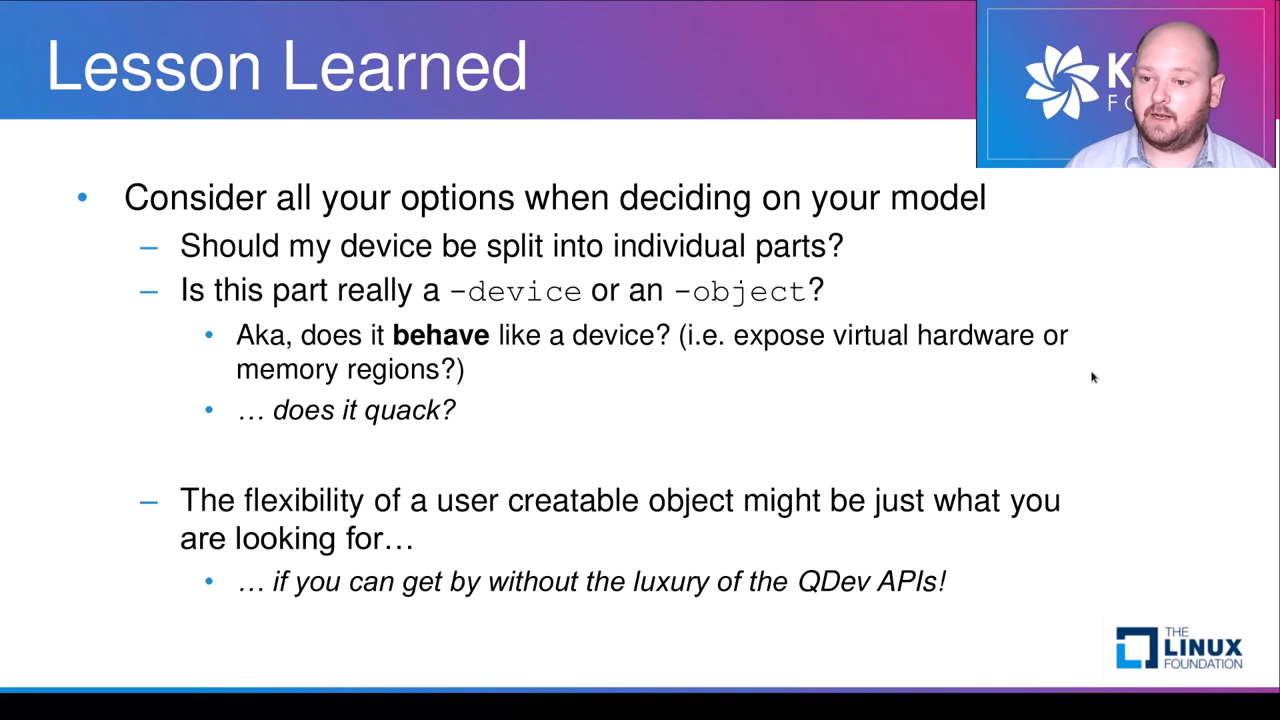 Lesson Learned
• Consider all your options when deciding on your model
– Should my device be split into individual parts?
– Is this part really a -device or an -object?
• Aka, does it behave like a device? (i.e. expose virtual hardware or
memory regions?)
• … does it quack?
– The flexibility of a user creatable object might be just what you
are looking for…
• … if you can get by without the luxury of the QDev APIs!
THE
LINUX
FOUNDATION